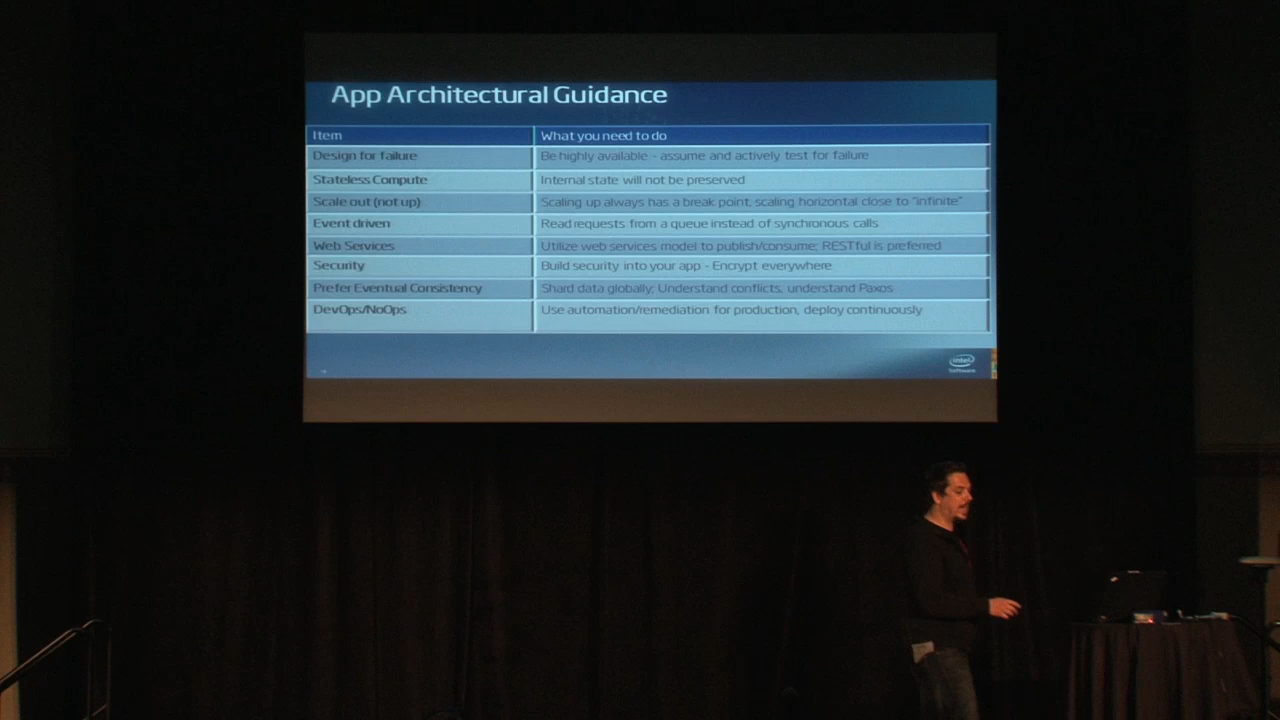 App Architectural Guidance
Item What you need to do
Design for failure Be highly available - assume and actively test for failure
Stateless Compute Internal state will not be preserved
Scale out (not up) Scaling up always has a break point, scaling horizontal close to "infinite"
Event driven Read requests from a queue instead of synchronous calls
Web Services Utilize web services model to publish/consume; RESTful is preferred
Security Build security into your app - Encrypt everywhere
Prefer Eventual Consistency Shard data globally; Understand conflicts, understand Paxos
DevOps/NoOps Use automation/remediation for production, deploy continuously
intel
Software